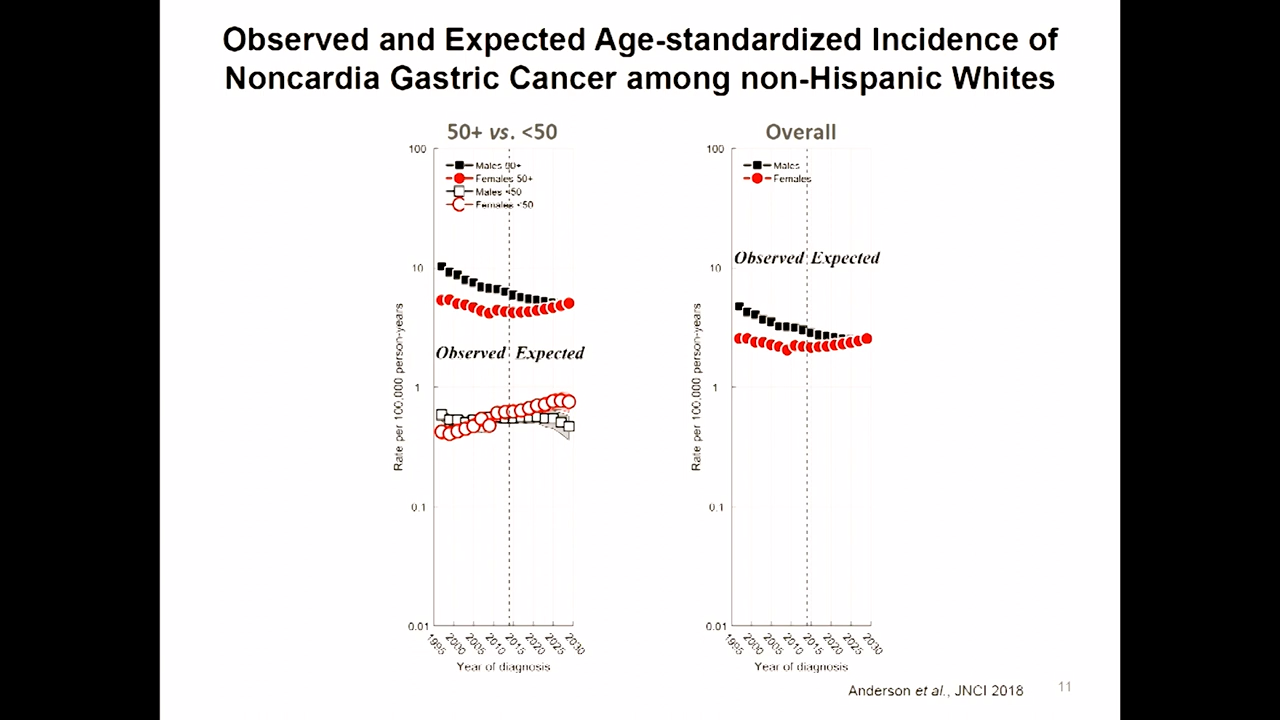 Observed and Expected Age-standardized Incidence of
Noncardia Gastric Cancer among non-Hispanic Whites
50+ vs. <50
100
Males 50+
Females 50+
Males <50
Females <50
10
Observed Expected
1
0.1
0.01
Rate per 100,000 person-years
1995 2000 2005 2010 2015 2020 2025 2030
Year of diagnosis
Overall
100
Males
Females
Observed Expected
10
1
0.1
0.01
Rate per 100,000 person-years
1995 2000 2005 2010 2015 2020 2025 2030
Year of diagnosis
Anderson et al., JNCI 2018
11